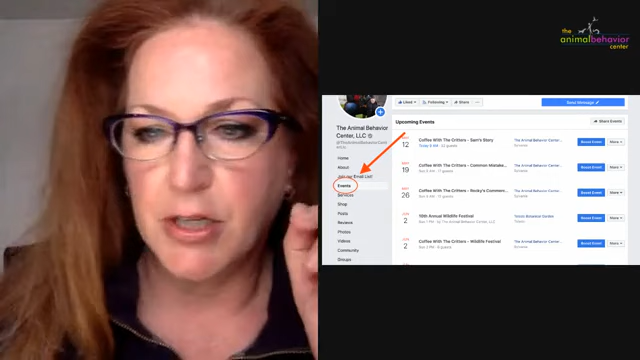 the
animalbehavior
center
Liked
Following
Share
Send Message
The Animal Behavior
Center, LLC
Home
About
Join my Email List!
Events
Services
Shop
Posts
Reviews
Photos
Videos
Community
Groups
Upcoming Events
Share Events
12
Coffee With The Critters - Sam's Story
The Animal Behavior Center...
Boost Event
More
19
Coffee With The Critters - Common Mistake...
The Animal Behavior Center...
Boost Event
More
26
Coffee With The Critters - Rocky's Commen...
The Animal Behavior Center...
Boost Event
More
JUN
2
10th Annual Wildlife Festival
Boost Event
More
JUN
2
Coffee With The Critters - Wildlife Festival
The Animal Behavior Center...
Boost Event
More